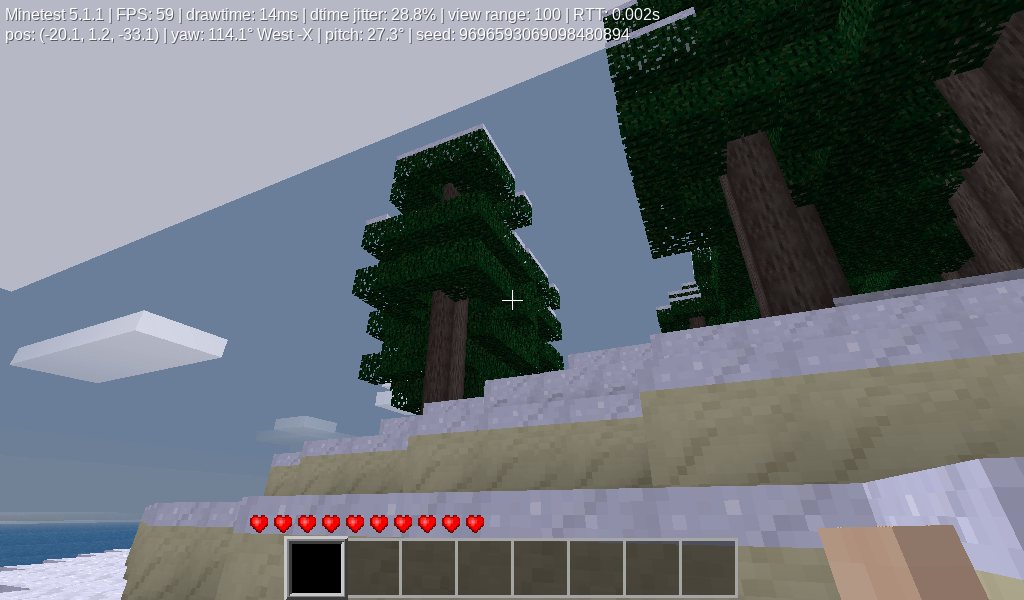 Minetest 5.1.1 | FPS: 59 | drawtime: 14ms | dtime jitter: 28.8% | view range: 100 | RTT: 0.002s
pos: (-20.1, 1.2, -33.1) | yaw: 114.1° West -X | pitch: 27.3° | seed: 9696593069098480894